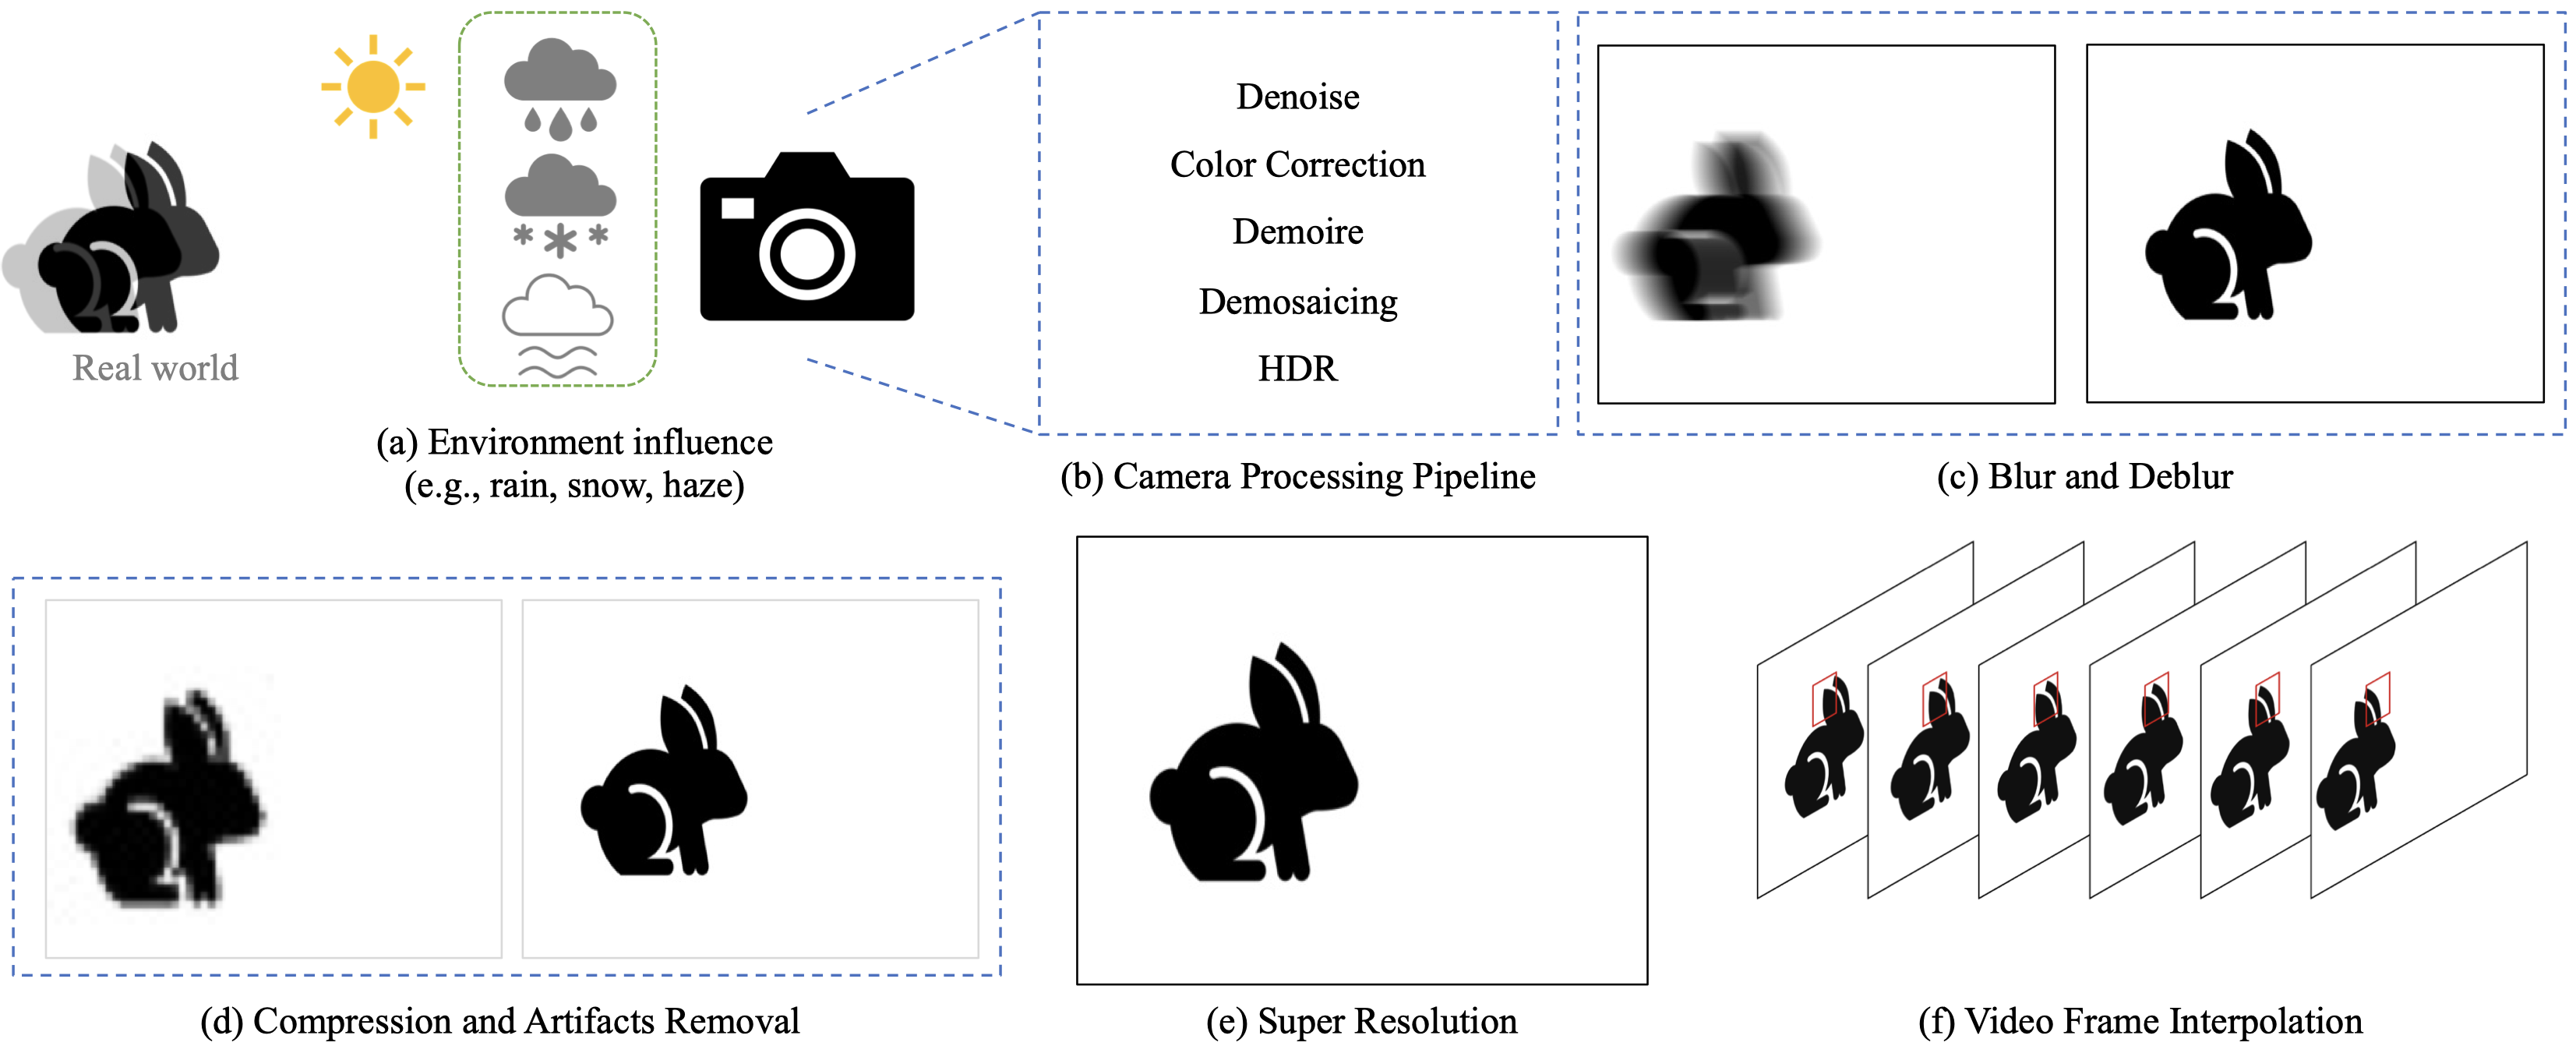 Real world
(a) Environment influence
(e.g., rain, snow, haze)
Denoise
Color Correction
Demoire
Demosaicing
HDR
(b) Camera Processing Pipeline
(c) Blur and Deblur
(d) Compression and Artifacts Removal
(e) Super Resolution
(f) Video Frame Interpolation